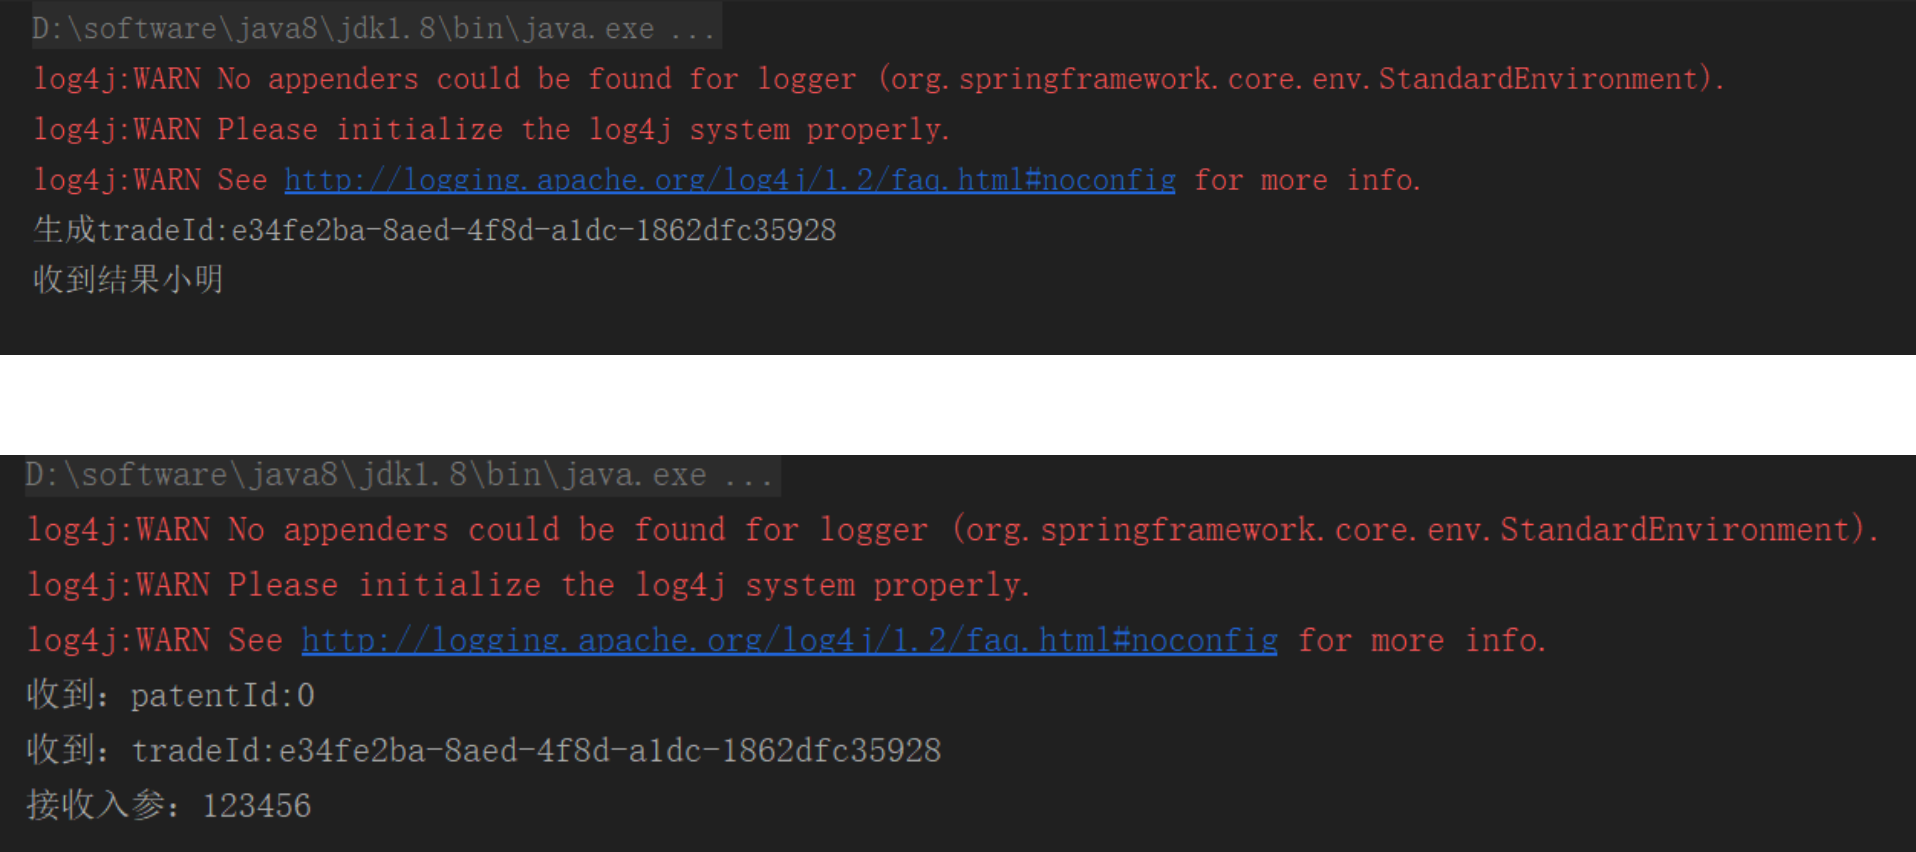 D:\software\java8\jdk1.8\bin\java.exe ...
log4j:WARN No appenders could be found for logger (org.springframework.core.env.StandardEnvironment).
log4j:WARN Please initialize the log4j system properly.
log4j:WARN See http://logging.apache.org/log4j/1.2/faq.html#noconfig for more info.
生成tradeId:e34fe2ba-8aed-4f8d-a1dc-1862dfc35928
收到结果小明
D:\software\java8\jdk1.8\bin\java.exe ...
log4j:WARN No appenders could be found for logger (org.springframework.core.env.StandardEnvironment).
log4j:WARN Please initialize the log4j system properly.
log4j:WARN See http://logging.apache.org/log4j/1.2/faq.html#noconfig for more info.
收到：patentId:0
收到：tradeId:e34fe2ba-8aed-4f8d-a1dc-1862dfc35928
接收入参：123456